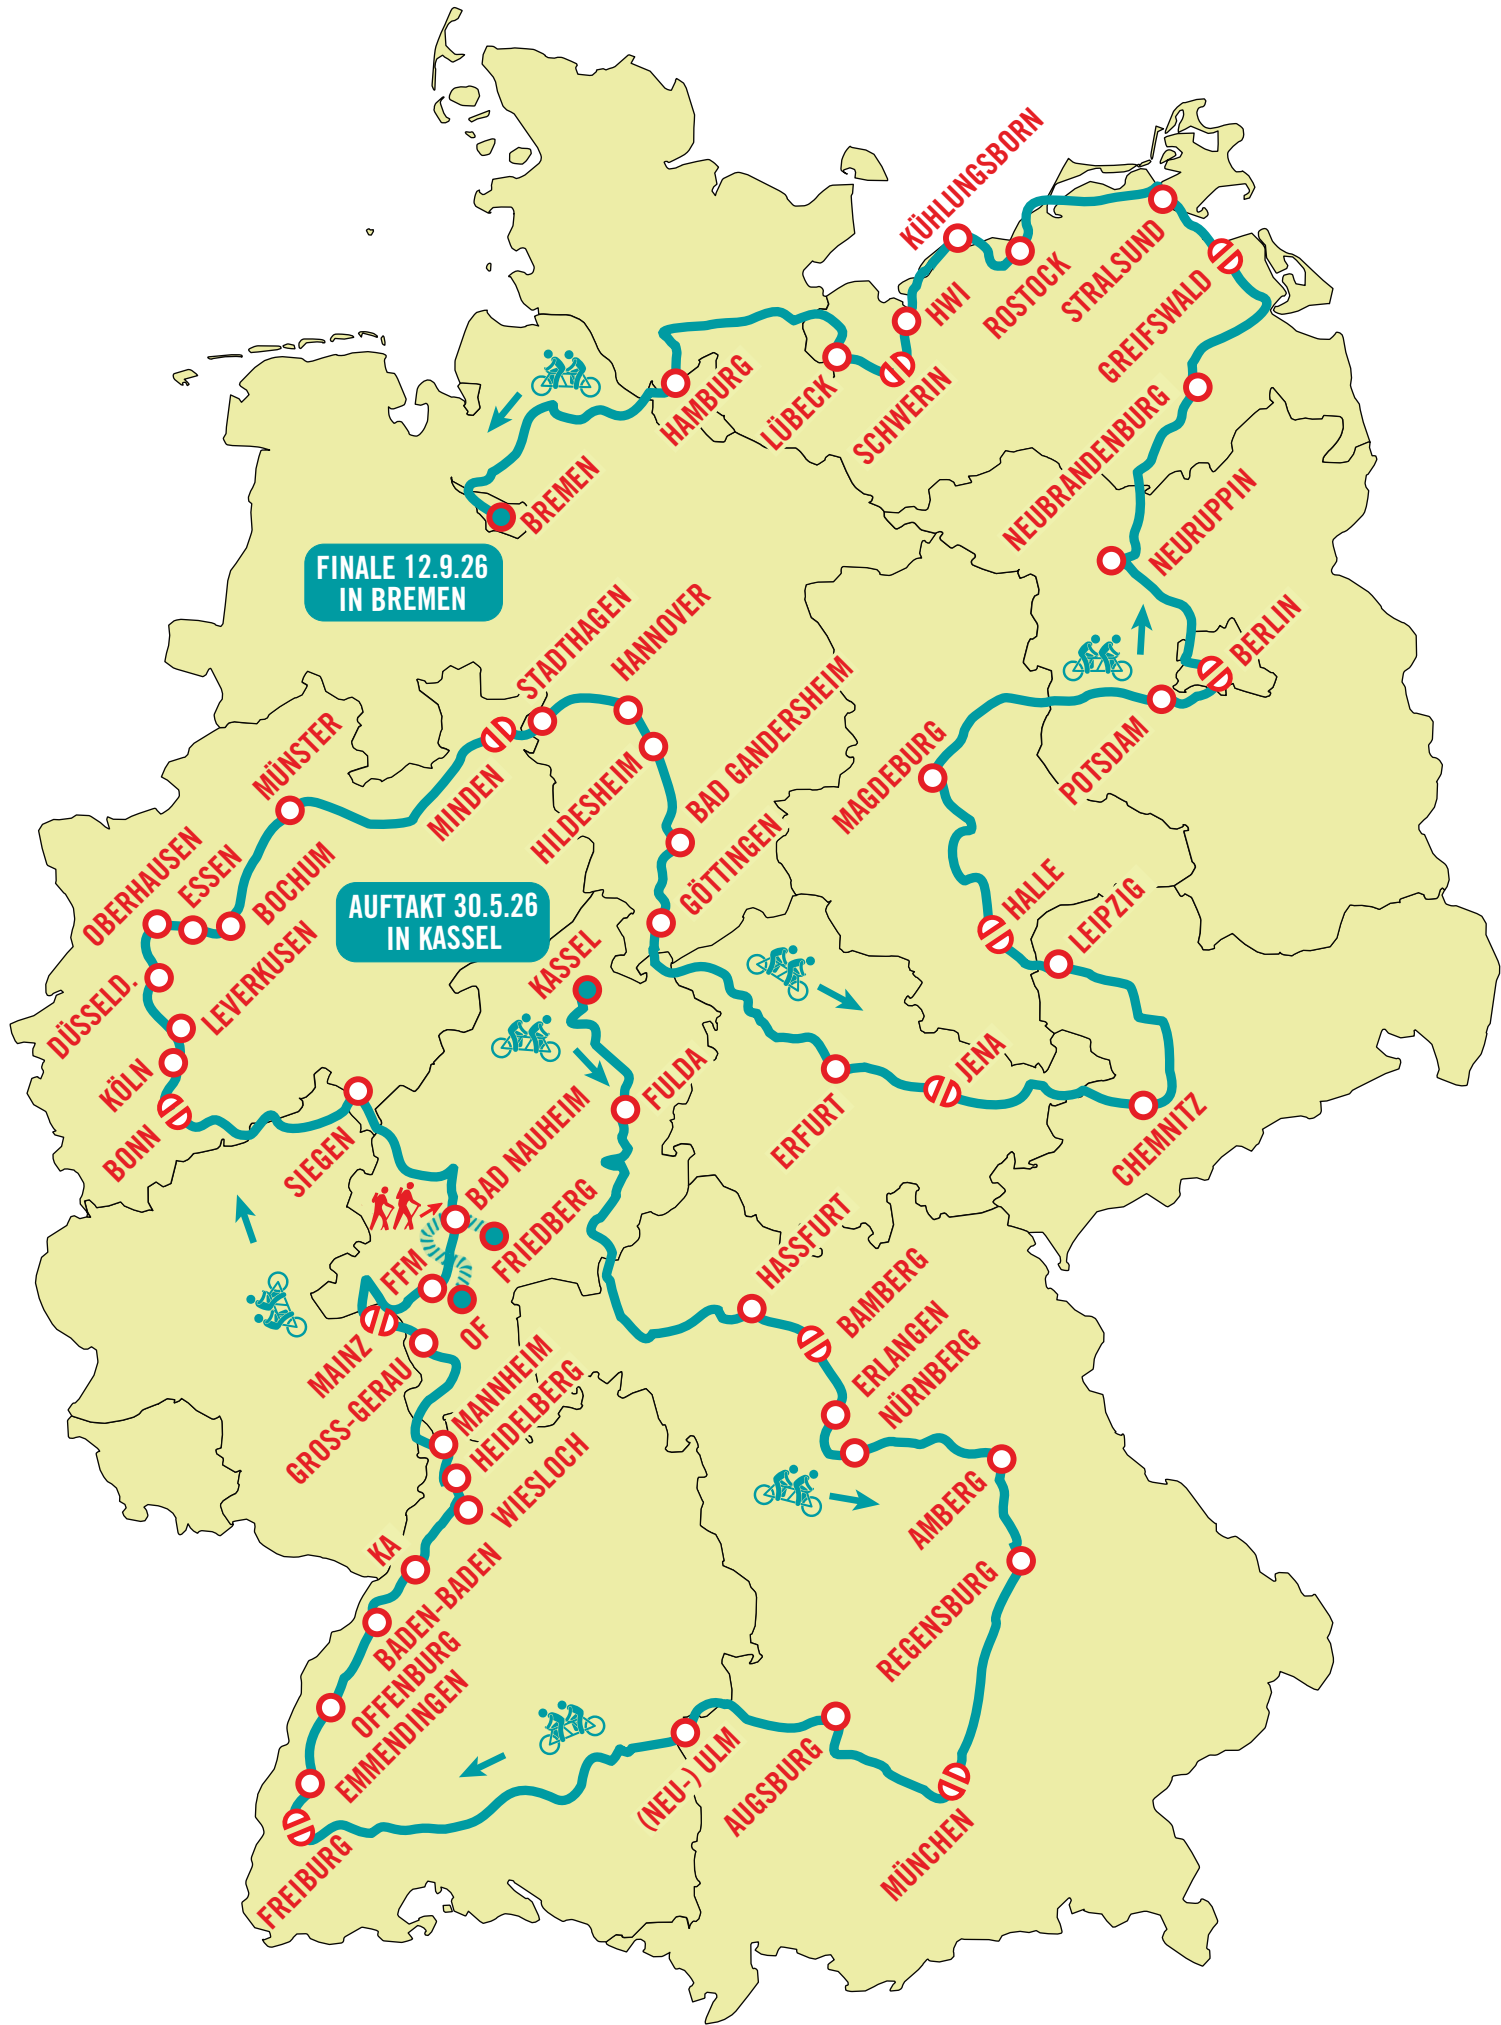 KÜHLUNGSBORN
HWI
ROSTOCK
STRALSUND
GREIFSWALD
HAMBURG
LÜBECK
SCHWERIN
NEUBRANDENBURG
NEURUPPIN
BREMEN
FINALE 12.9.26
IN BREMEN
STADTHAGEN
HANNOVER
BERLIN
MÜNSTER
MINDEN
HILDESHEIM
BAD GANDERSHEIM
MAGDEBURG
POTSDAM
OBERHAUSEN
ESSEN
BOCHUM
GÖTTINGEN
HALLE
LEIPZIG
AUFTAKT 30.5.26
IN KASSEL
KASSEL
DÜSSELD.
LEVERKUSEN
KÖLN
BONN
SIEGEN
BAD NAUHEIM
FULDA
ERFURT
JENA
CHEMNITZ
FRIEDBERG
FFM
OF
MAINZ
GROSS-GERAU
HASSFURT
BAMBERG
ERLANGEN
NÜRNBERG
MANNHEIM
HEIDELBERG
WIESLOCH
AMBERG
KA
BADEN-BADEN
OFFENBURG
EMMENDINGEN
REGENSBURG
FREIBURG
(NEU-) ULM
AUGSBURG
MÜNCHEN